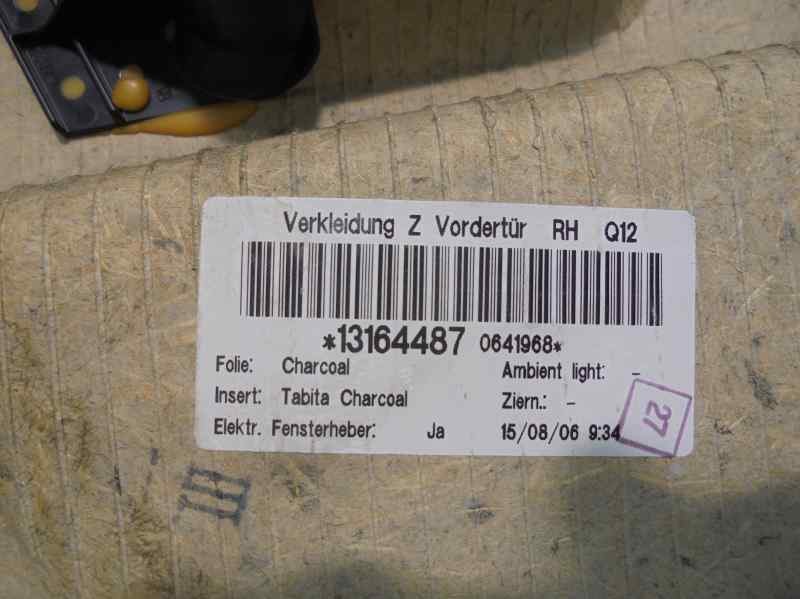 Verkleidung Z Vordertür RH Q12
*13164487 0641968*
Folie: Charcoal Ambient light: -
Insert: Tabita Charcoal Ziern.: -
Elektr. Fensterheber: Ja 15/08/06 9:34
27